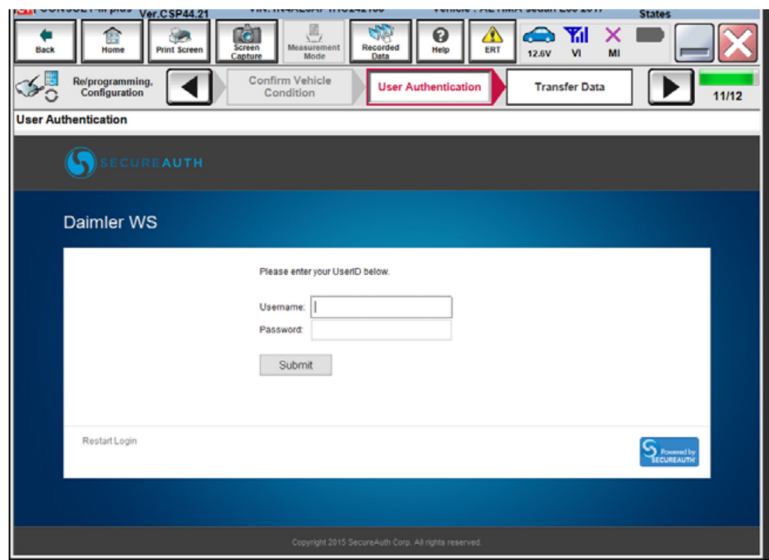 Ver.CSP44.21
States
Back
Home
Print Screen
Screen Capture
Measurement Mode
Recorded Data
Help
ERT
12.6V
VI
MI
Re/programming, Configuration
Confirm Vehicle Condition
User Authentication
Transfer Data
11/12
User Authentication
SECUREAUTH
Daimler WS
Please enter your UserID below.
Username:
Password:
Submit
Restart Login
Powered by
SECUREAUTH
Copyright 2015 SecureAuth Corp. All rights reserved.